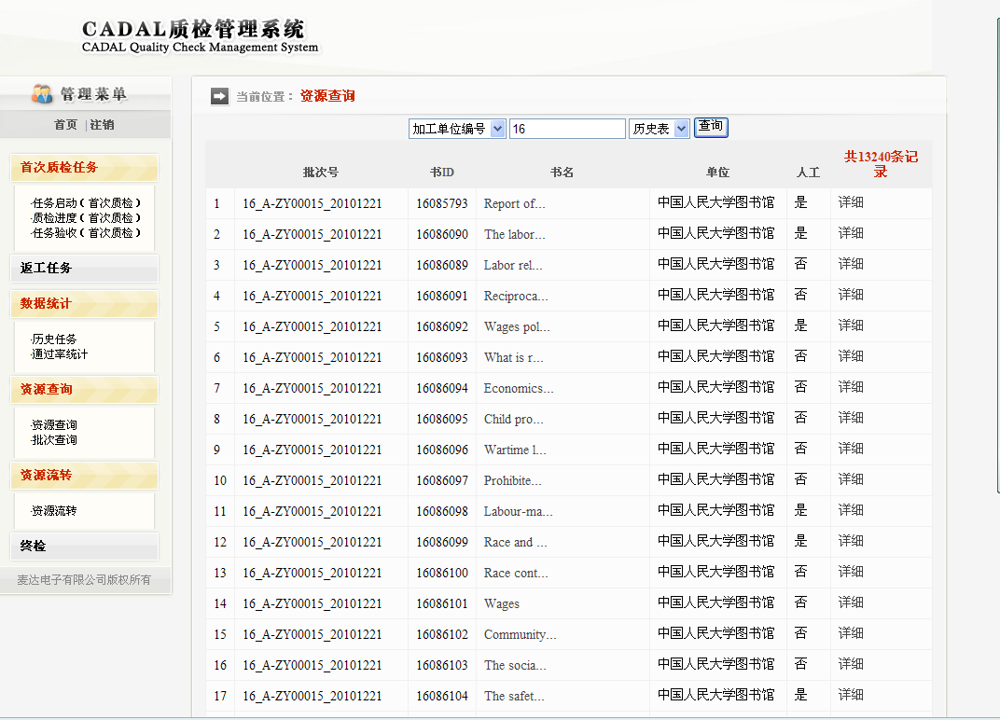 CADAL质检管理系统
CADAL Quality Check Management System
管理菜单
首页 | 注销
首次质检任务
·任务启动(首次质检)
·质检进度(首次质检)
·任务验收(首次质检)
返工任务
数据统计
·历史任务
·通过率统计
资源查询
·资源查询
·批次查询
资源流转
·资源流转
终检
麦达电子有限公司版权所有
当前位置: 资源查询
加工单位编号 16 历史表 查询
批次号 书ID 书名 单位 人工 共13240条记
录
1 16_A-ZY00015_20101221 16085793 Report of... 中国人民大学图书馆 是 详细
2 16_A-ZY00015_20101221 16086090 The labor... 中国人民大学图书馆 是 详细
3 16_A-ZY00015_20101221 16086089 Labor rel... 中国人民大学图书馆 否 详细
4 16_A-ZY00015_20101221 16086091 Reciproca... 中国人民大学图书馆 否 详细
5 16_A-ZY00015_20101221 16086092 Wages pol... 中国人民大学图书馆 是 详细
6 16_A-ZY00015_20101221 16086093 What is r... 中国人民大学图书馆 否 详细
7 16_A-ZY00015_20101221 16086094 Economics... 中国人民大学图书馆 否 详细
8 16_A-ZY00015_20101221 16086095 Child pro... 中国人民大学图书馆 否 详细
9 16_A-ZY00015_20101221 16086096 Wartime l... 中国人民大学图书馆 否 详细
10 16_A-ZY00015_20101221 16086097 Prohibite... 中国人民大学图书馆 否 详细
11 16_A-ZY00015_20101221 16086098 Labour-ma... 中国人民大学图书馆 是 详细
12 16_A-ZY00015_20101221 16086099 Race and ... 中国人民大学图书馆 是 详细
13 16_A-ZY00015_20101221 16086100 Race cont... 中国人民大学图书馆 否 详细
14 16_A-ZY00015_20101221 16086101 Wages 中国人民大学图书馆 否 详细
15 16_A-ZY00015_20101221 16086102 Community... 中国人民大学图书馆 否 详细
16 16_A-ZY00015_20101221 16086103 The socia... 中国人民大学图书馆 否 详细
17 16_A-ZY00015_20101221 16086104 The safet... 中国人民大学图书馆 是 详细